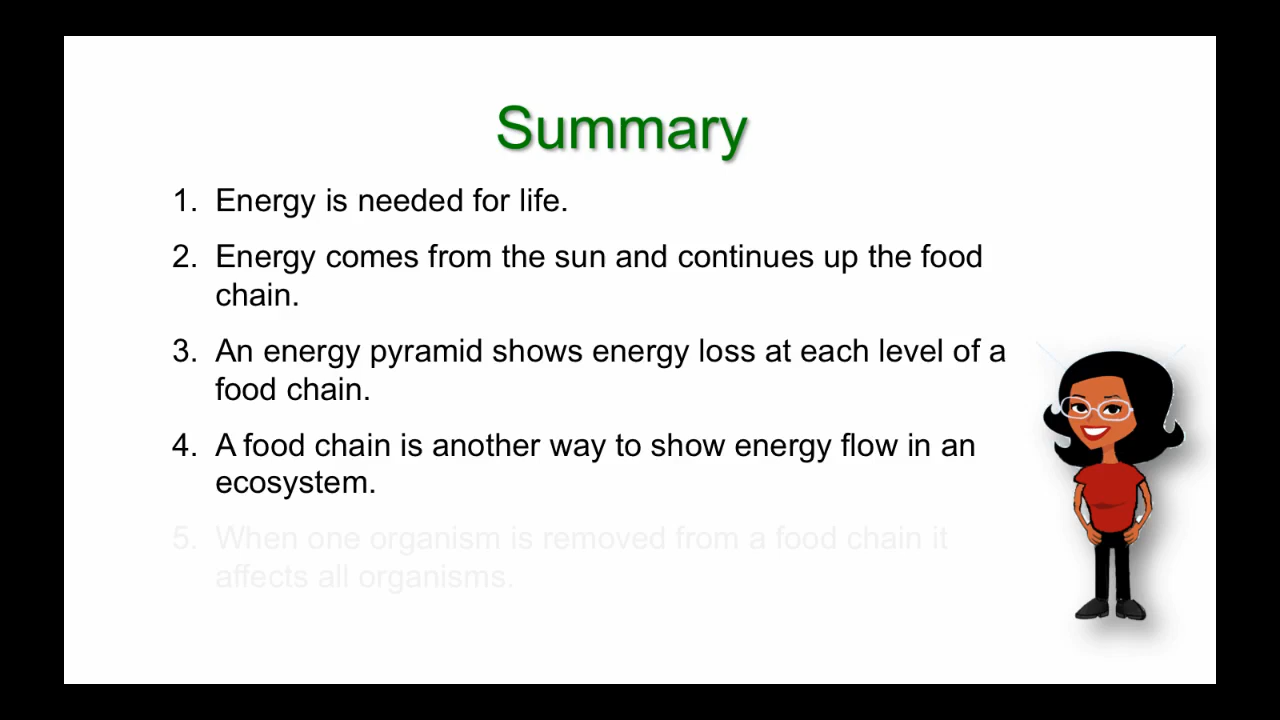 Summary
1. Energy is needed for life.
2. Energy comes from the sun and continues up the food
chain.
3. An energy pyramid shows energy loss at each level of a
food chain.
4. A food chain is another way to show energy flow in an
ecosystem.
5. When one organism is removed from a food chain it
affects all organisms.